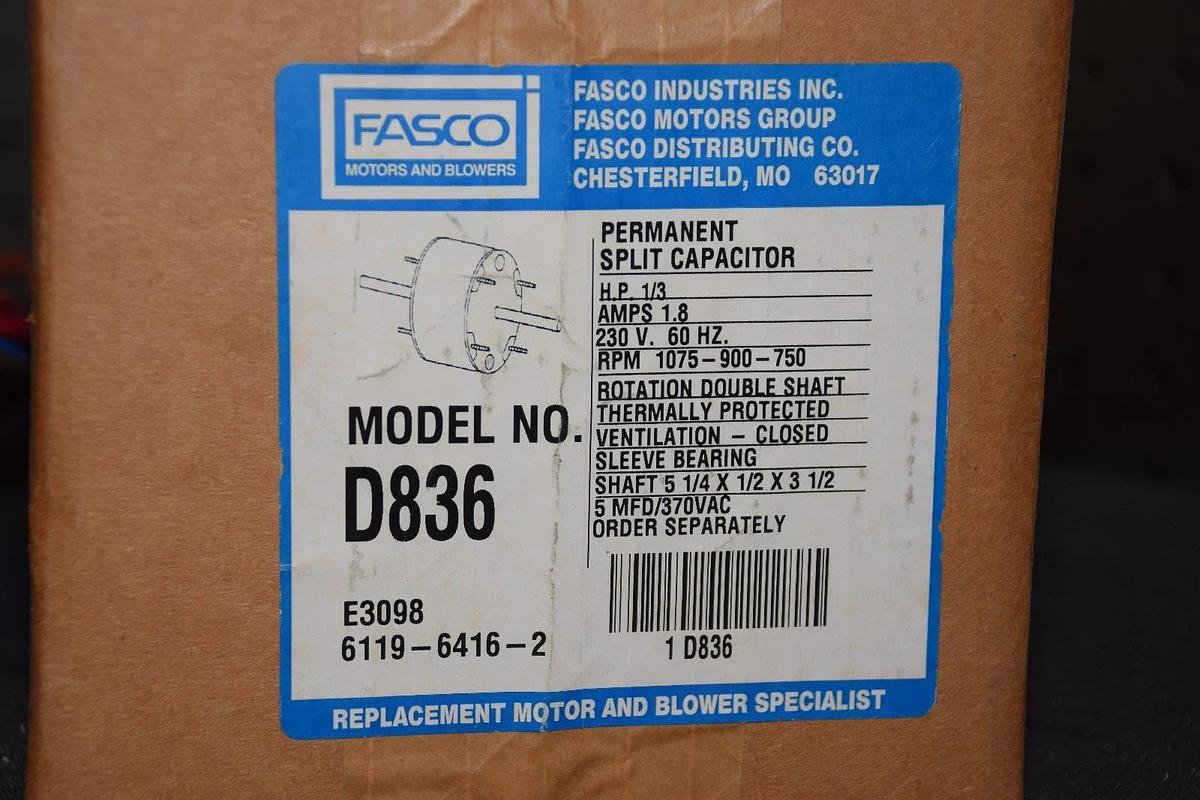 FASCO
MOTORS AND BLOWERS
FASCO INDUSTRIES INC.
FASCO MOTORS GROUP
FASCO DISTRIBUTING CO.
CHESTERFIELD, MO 63017
MODEL NO.
D836
E3098
6119-6416-2
PERMANENT
SPLIT CAPACITOR
H.P. 1/3
AMPS 1.8
230 V. 60 HZ.
RPM 1075-900-750
ROTATION DOUBLE SHAFT
THERMALLY PROTECTED
VENTILATION - CLOSED
SLEEVE BEARING
SHAFT 5 1/4 X 1/2 X 3 1/2
5 MFD/370VAC
ORDER SEPARATELY
1 D836
REPLACEMENT MOTOR AND BLOWER SPECIALIST